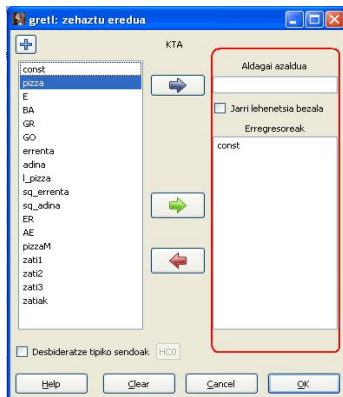 gretl: zehaztu eredua
KTA
const
pizza
E
BA
GR
GO
errenta
adina
l_pizza
sq_errenta
sq_adina
ER
AE
pizzaM
zati1
zati2
zati3
zatiak
Aldagai azaldua
Jarri lehenetsia bezala
Erregresoreak
const
Desbideratze tipiko sendoak
HC0
Help
Clear
Cancel
OK